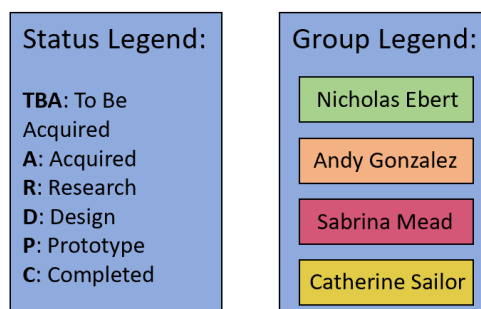 Status Legend:
TBA: To Be
Acquired
A: Acquired
R: Research
D: Design
P: Prototype
C: Completed
Group Legend:
Nicholas Ebert
Andy Gonzalez
Sabrina Mead
Catherine Sailor